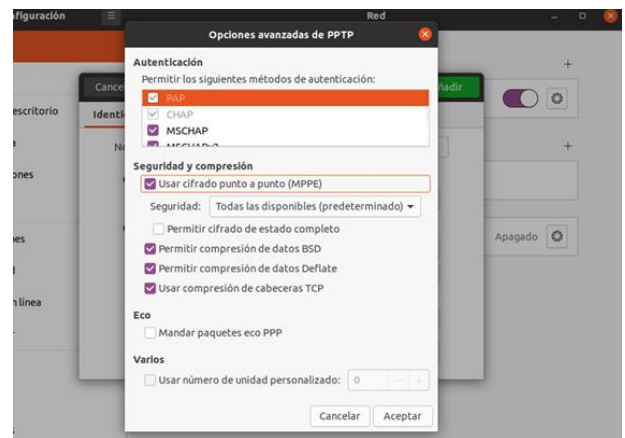 nfiguración
Red
Opciones avanzadas de PPTP
Autenticación
Permitir los siguientes métodos de autenticación:
PAP
CHAP
MSCHAP
MSCHAPv2
Cance
ñadir
escritorio
Identi
Seguridad y compresión
Usar cifrado punto a punto (MPPE)
Seguridad: Todas las disponibles (predeterminado)
Permitir cifrado de estado completo
Permitir compresión de datos BSD
Permitir compresión de datos Deflate
Usar compresión de cabeceras TCP
Apagado
ones
nes
n línea
Eco
Mandar paquetes eco PPP
Varios
Usar número de unidad personalizado: 0
Cancelar Aceptar